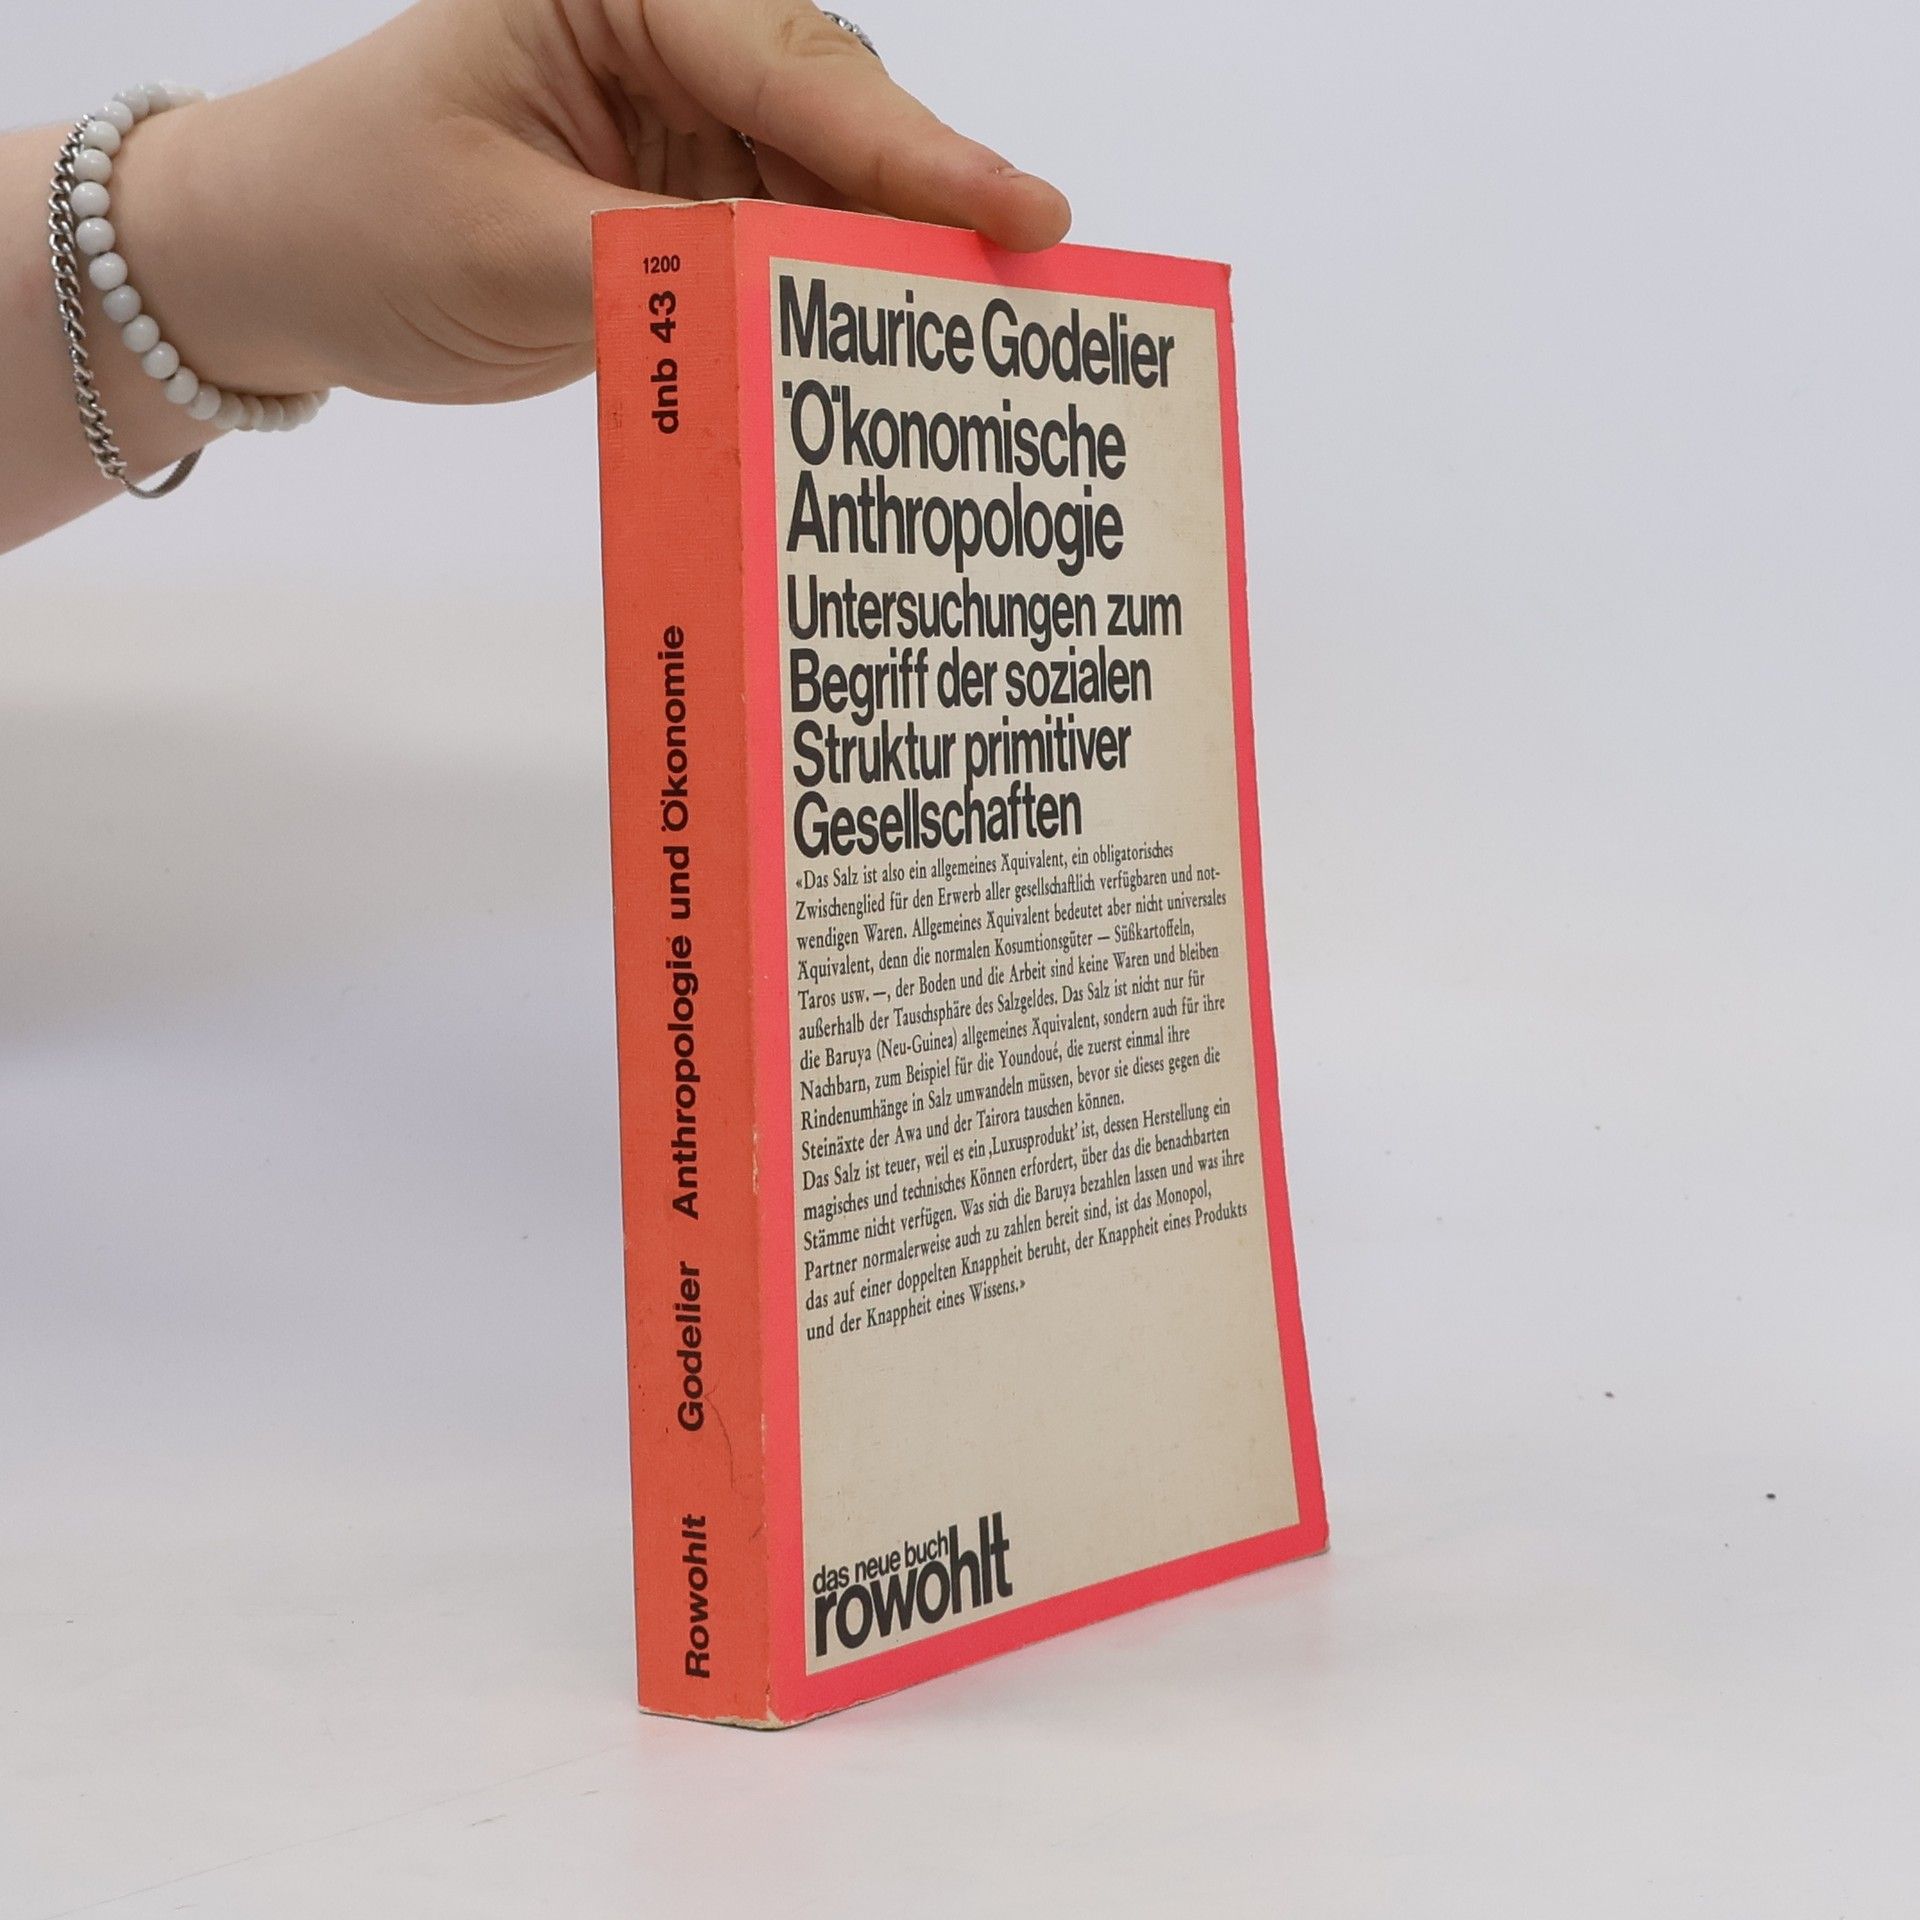 1200
dnb 43
Rowohlt Godelier Anthropologie und Ökonomie
Maurice Godelier
Ökonomische
Anthropologie
Untersuchungen zum
Begriff der sozialen
Struktur primitiver
Gesellschaften
«Das Salz ist also ein allgemeines Äquivalent, ein obligatorisches
Zwischenglied für den Erwerb aller gesellschaftlich verfügbaren und not-
wendigen Waren. Allgemeines Äquivalent bedeutet aber nicht universales
Äquivalent, denn die normalen Kosumtionsgüter — Süßkartoffeln,
Taros usw. —, der Boden und die Arbeit sind keine Waren und bleiben
außerhalb der Tauschsphäre des Salzgeldes. Das Salz ist nicht nur für
die Baruya (Neu-Guinea) allgemeines Äquivalent, sondern auch für ihre
Nachbarn, zum Beispiel für die Youndoué, die zuerst einmal ihre
Rindenumhänge in Salz umwandeln müssen, bevor sie dieses gegen die
Steinäxte der Awa und der Tairora tauschen können.
Das Salz ist teuer, weil es ein ‚Luxusprodukt' ist, dessen Herstellung ein
magisches und technisches Können erfordert, über das die benachbarten
Stämme nicht verfügen. Was sich die Baruya bezahlen lassen und was ihre
Partner normalerweise auch zu zahlen bereit sind, ist das Monopol,
das auf einer doppelten Knappheit beruht, der Knappheit eines Produkts
und der Knappheit eines Wissens.»
das neue buch
rowohlt